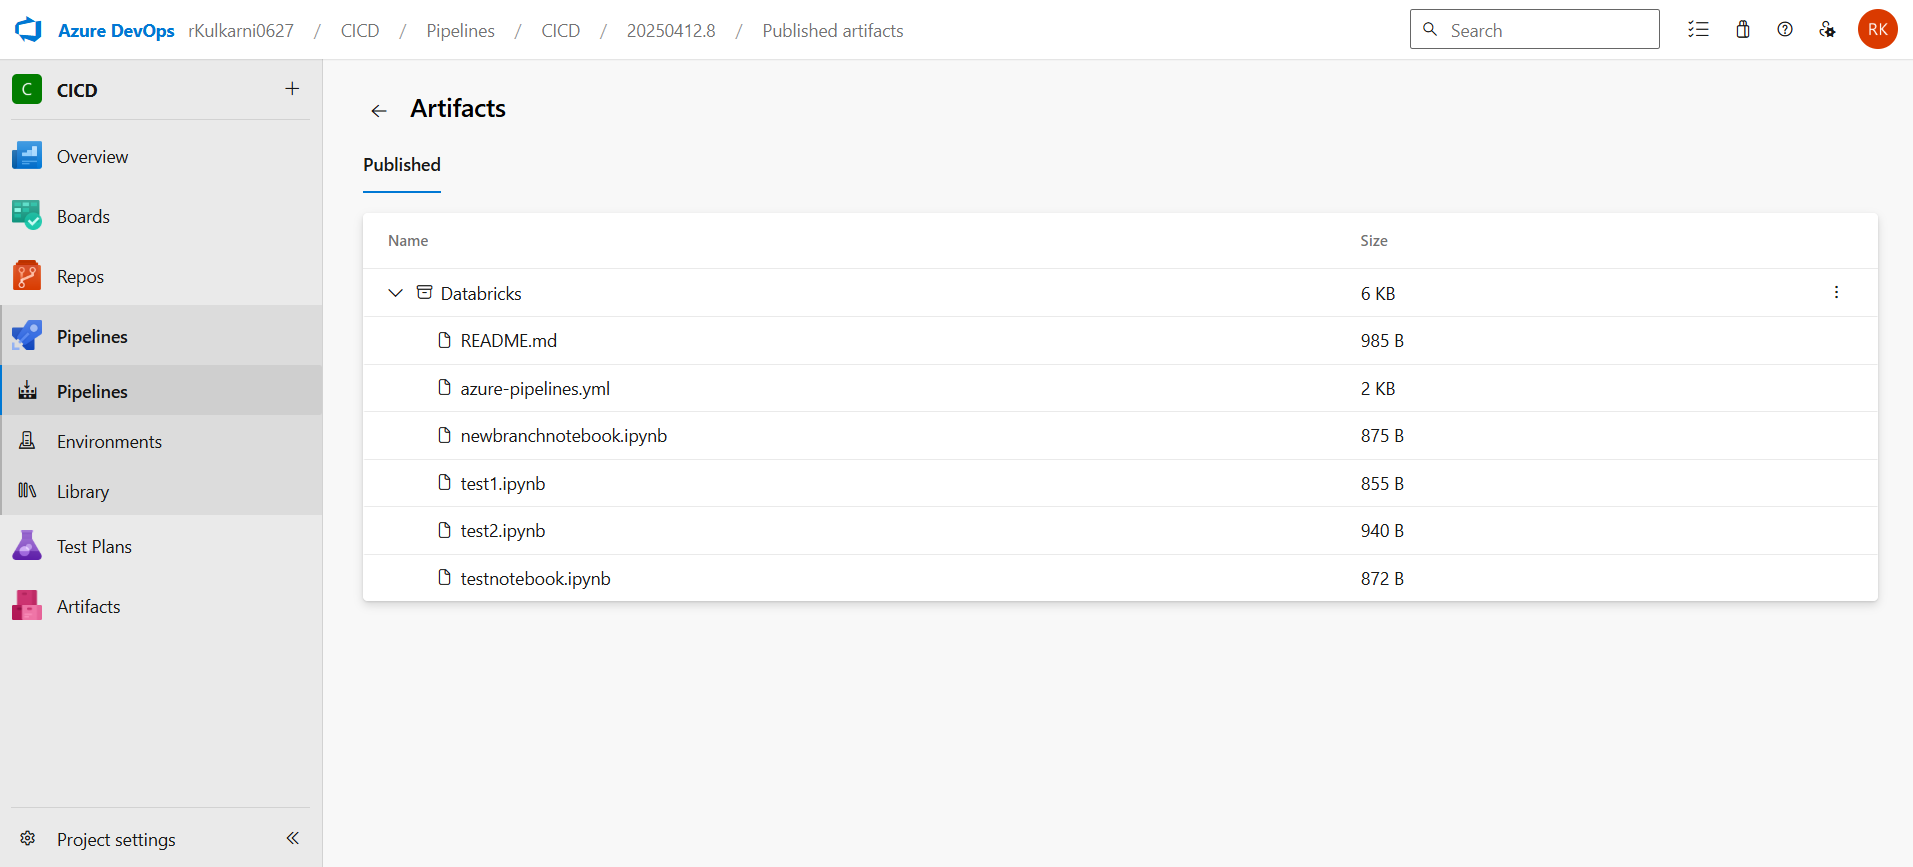 Azure DevOps rKulkarni0627 / CICD / Pipelines / CICD / 20250412.8 / Published artifacts
Search
RK
C CICD
Overview
Boards
Repos
Pipelines
Pipelines
Environments
Library
Test Plans
Artifacts
Project settings
Artifacts
Published
Name Size
Databricks 6 KB
README.md 985 B
azure-pipelines.yml 2 KB
newbranchnotebook.ipynb 875 B
test1.ipynb 855 B
test2.ipynb 940 B
testnotebook.ipynb 872 B